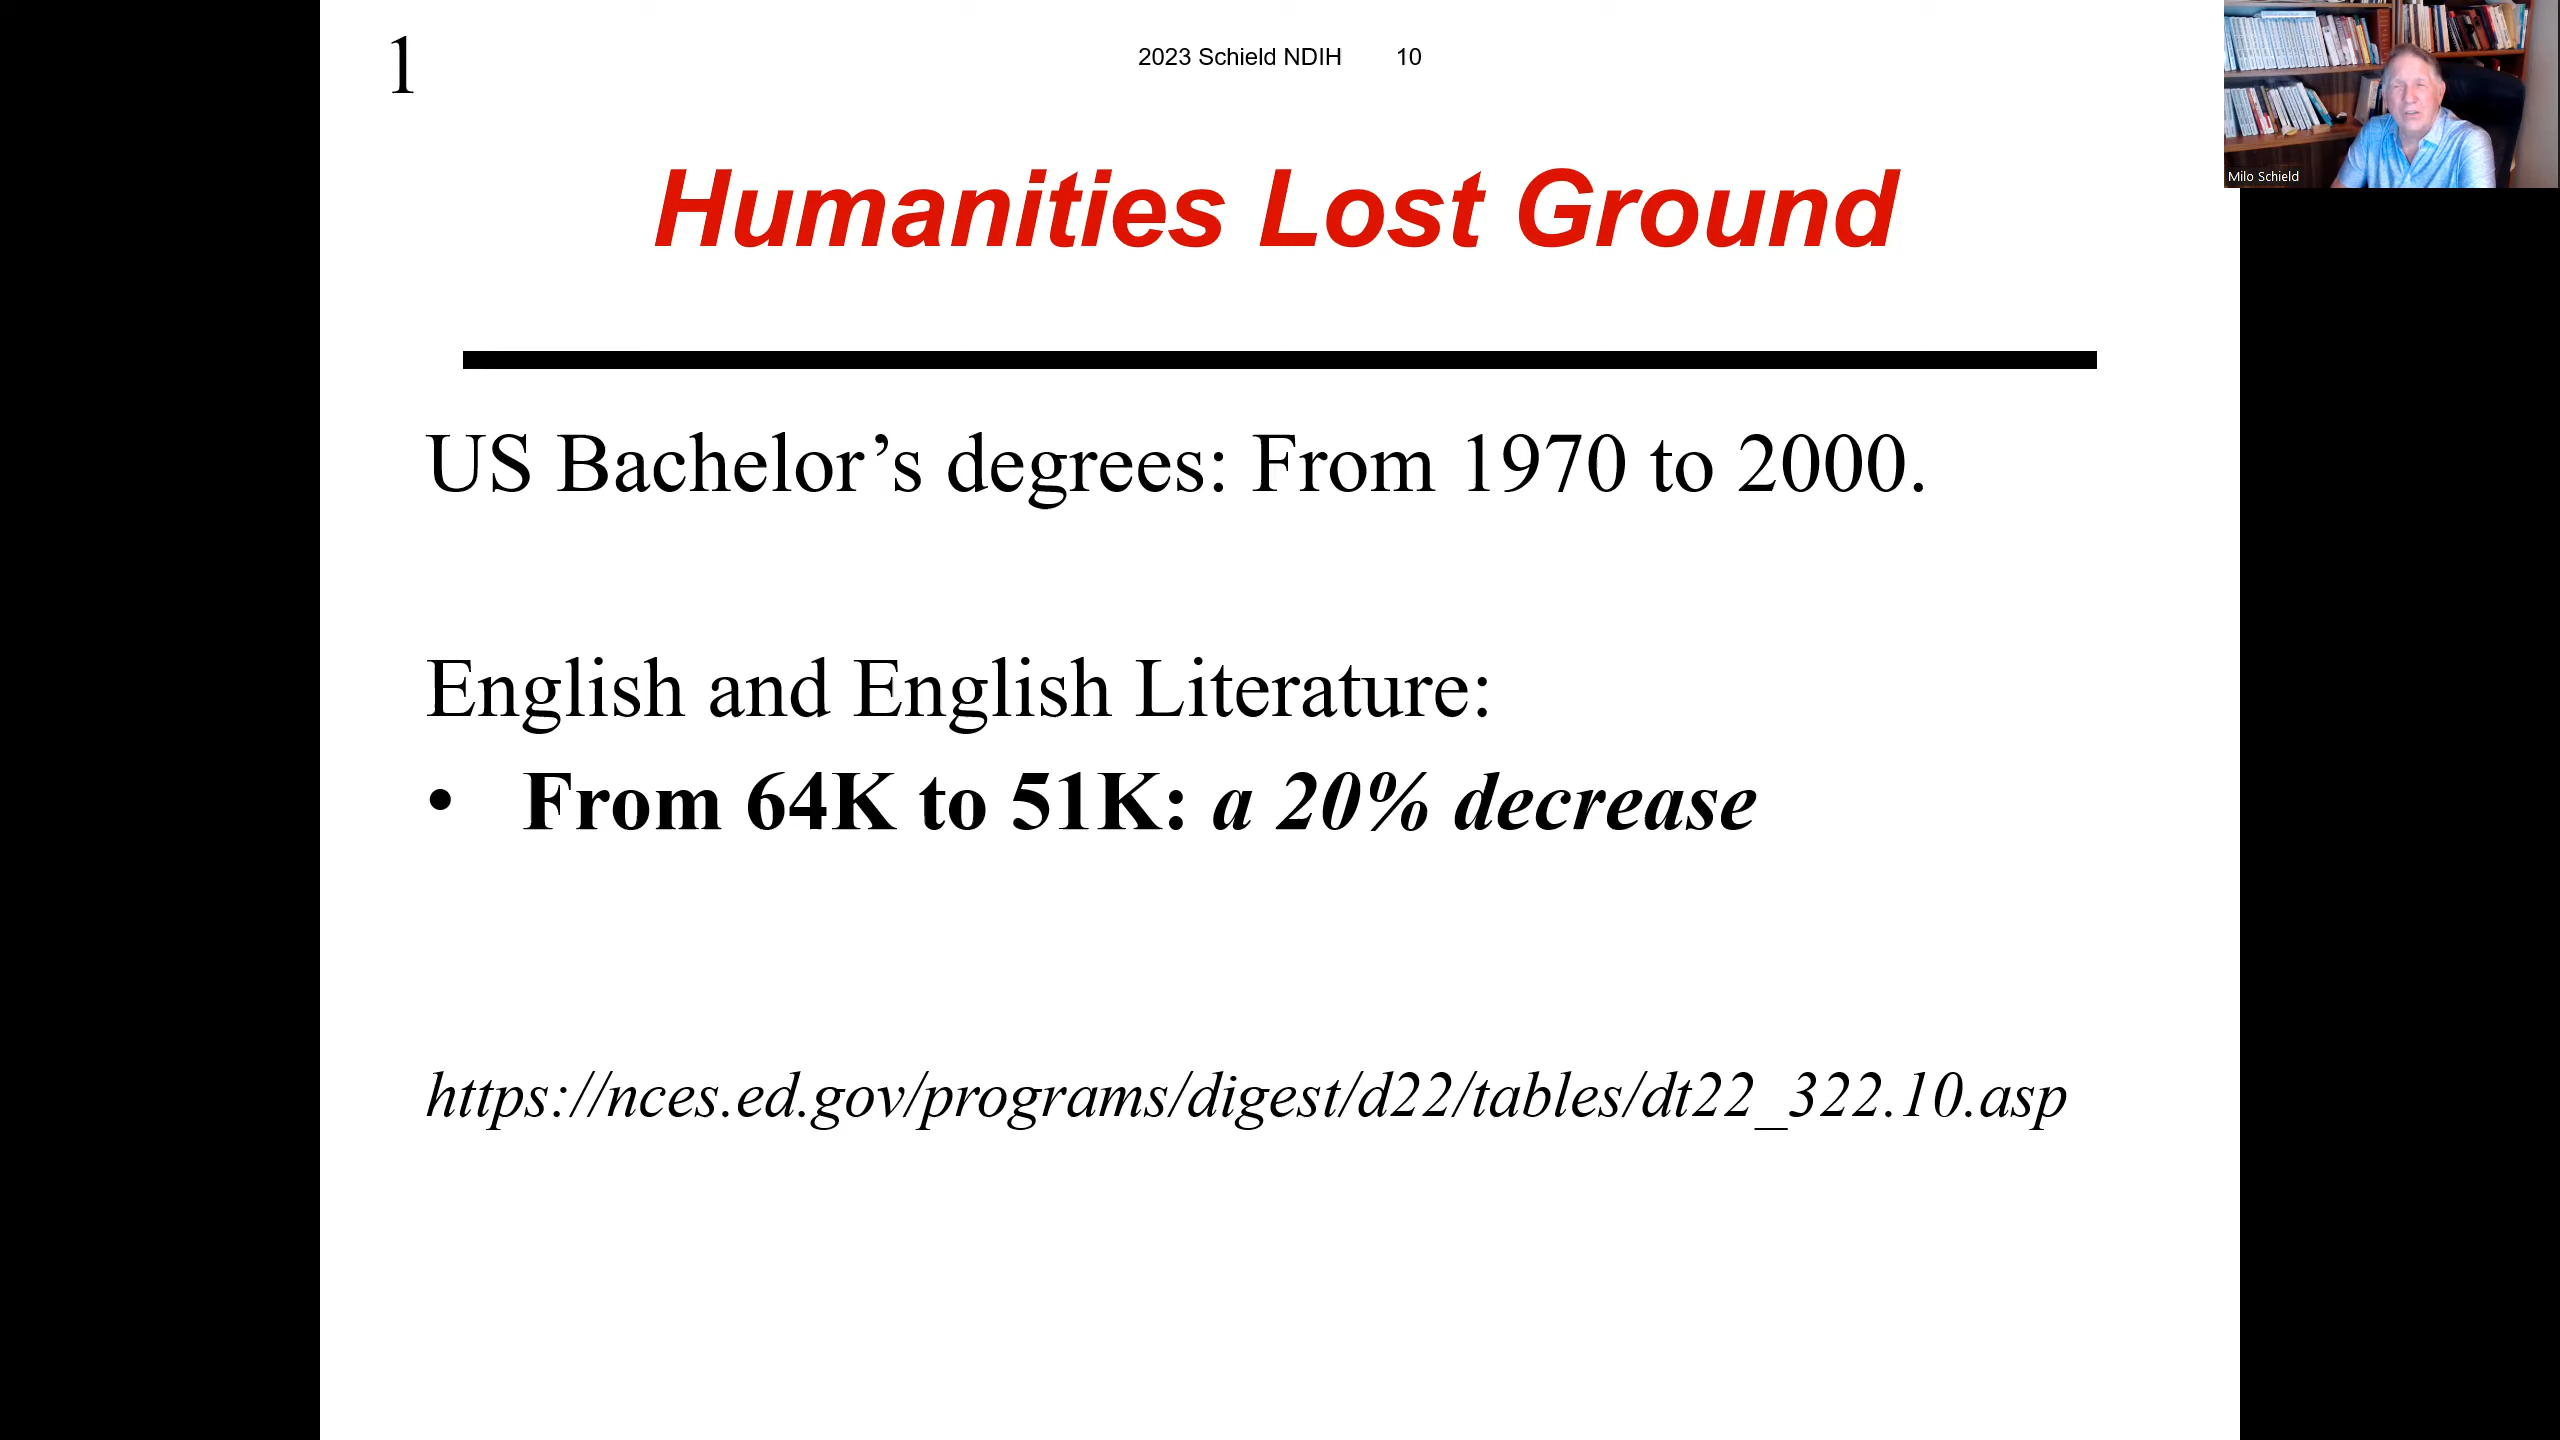 1
2023 Schield NDIH 10
Milo Schield
Humanities Lost Ground
US Bachelor’s degrees: From 1970 to 2000.
English and English Literature:
• From 64K to 51K: a 20% decrease
https://nces.ed.gov/programs/digest/d22/tables/dt22_322.10.asp